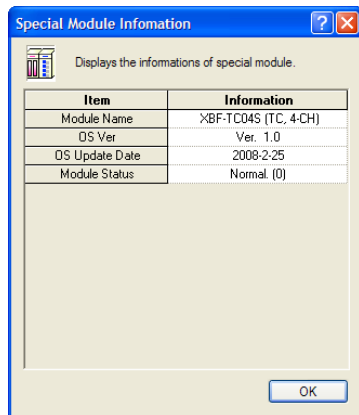 Special Module Infomation
Displays the informations of special module.
Item Information
Module Name XBF-TC04S (TC, 4-CH)
OS Ver Ver. 1.0
OS Update Date 2008-2-25
Module Status Normal. (0)
OK